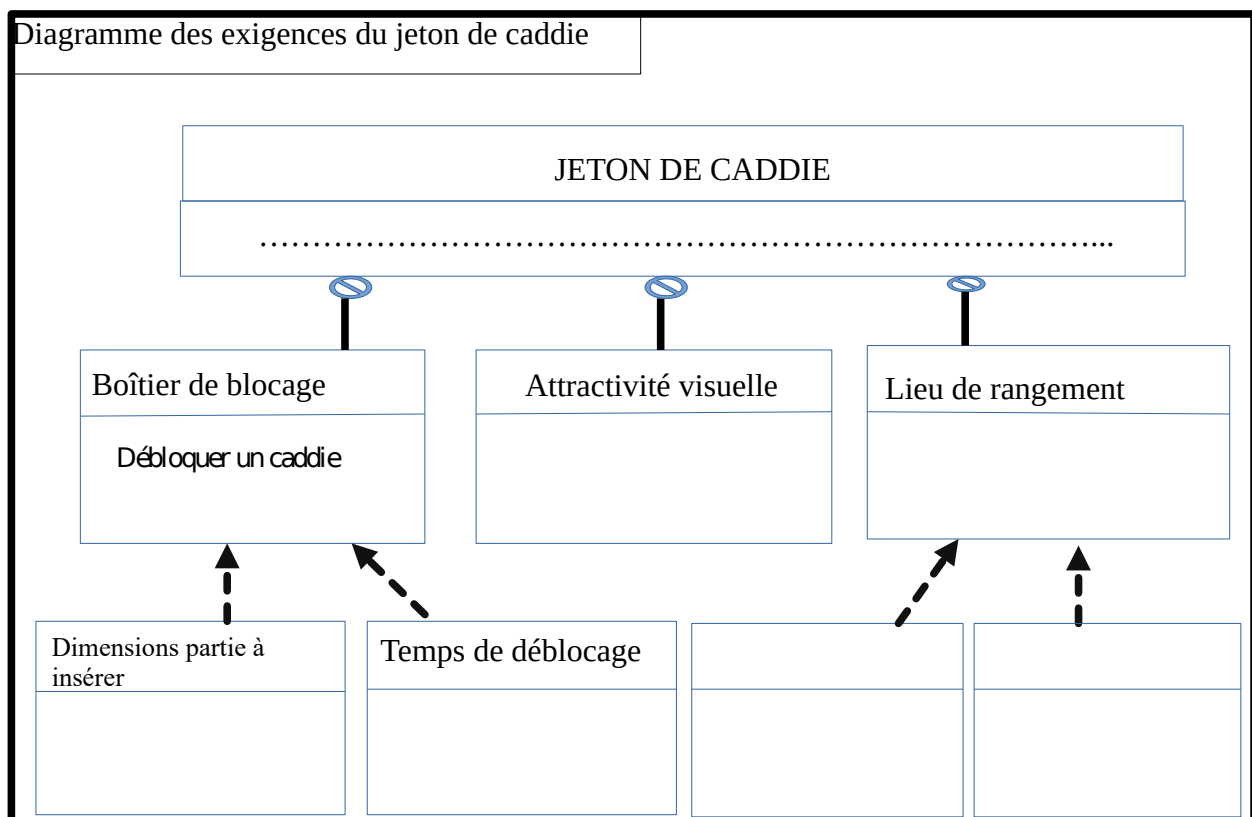 Diagramme des exigences du jeton de caddie
JETON DE CADDIE
…………………………………………………………………………...
Boîtier de blocage
Débloquer un caddie
Attractivité visuelle
Lieu de rangement
Dimensions partie à
insérer
Temps de déblocage